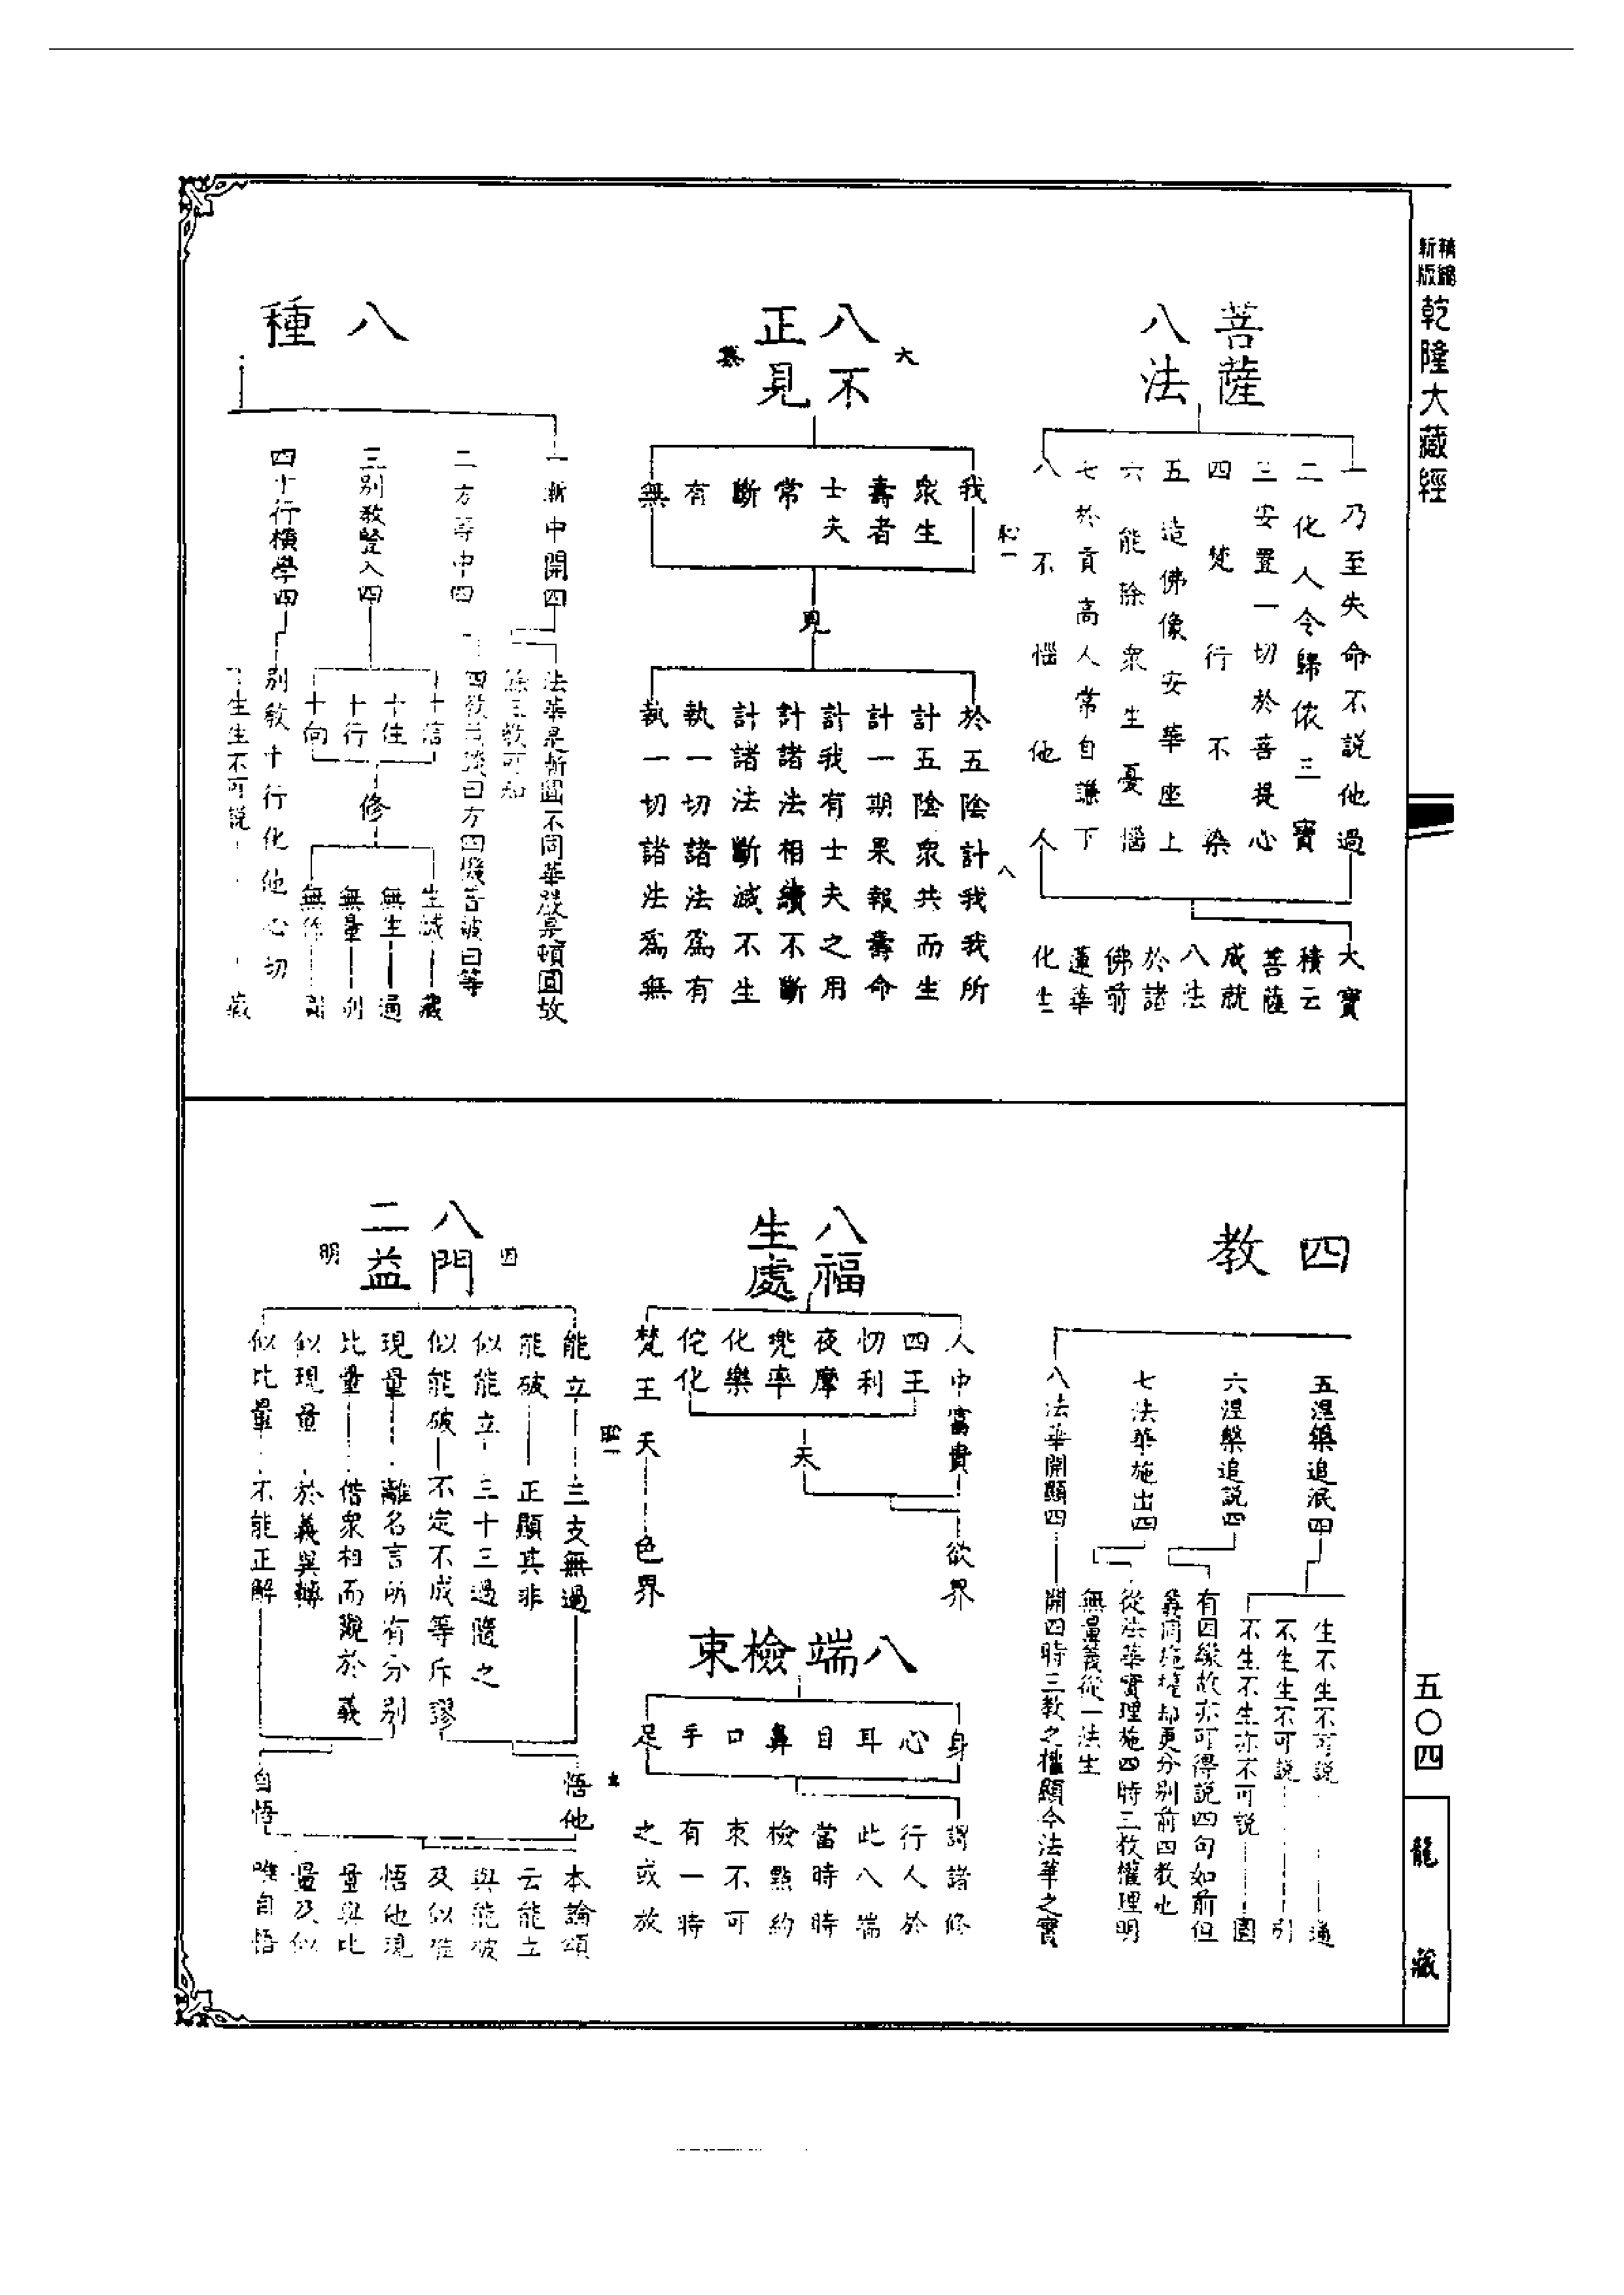 精縮
新版
乾隆大藏經
菩薩
八法
一乃至失命不説他過
二化人令歸依三寶
三安置一切於菩提心
四梵行不染
五造佛像安華座上
六能除衆生憂惱
七於貢高人常自謙下
八不惱他人
大寶
積云
菩薩
成就
八法
於諸
佛前
蓮華
化生
八
大
八不
正見
我
衆生
壽者
士夫
常
斷
有
無
見
於五陰計我我所
計五陰衆共而生
計一期果報壽命
計我有士夫之用
計諸法相續不斷
計諸法斷滅不生
執一切諸法爲有
執一切諸法爲無
八種
一漸中開四
法華是漸圓不同華嚴是頓圓故
餘三教可知
二方等中四
四教並談曰方四機普被曰等
三別教豎入四
十信
十住
十行
十向
修
生滅
無生
無量
無作
藏
通
別
四十行橫學四
別教十行化他心切
生生不可説
藏
四教
五涅槃追泯四
生不生不可説
通
不生生不可説
別
不生不生亦不可説
圓
六涅槃追説四
有因緣故亦可得説四句如前但
義同施權却更分別前四教也
七法華施出四
從法華實理施四時三教權理明
無量義從一法生
八法華開顯四
開四時三教之權顯今法華之實
八福
生處
人中富貴
四王
忉利
夜摩
兜率
化樂
佗化
天
欲界
梵王天
色界
八端檢束
身
心
耳
目
鼻
口
手
足
謂諸修
行人於
此八端
當時時
檢點約
束不可
有一時
之或放
八門
二益
明
能立
三支無過
能破
正顯其非
似能立
三十三過隨之
似能破
不定不成等斥謬
現量
離名言所有分別
比量
借衆相而觀於義
似現量
於義異轉
似比量
不能正解
悟他
自悟
本論頌
云能立
與能破
及似唯
悟他現
量與比
量及似
唯自悟
五〇四
龍藏